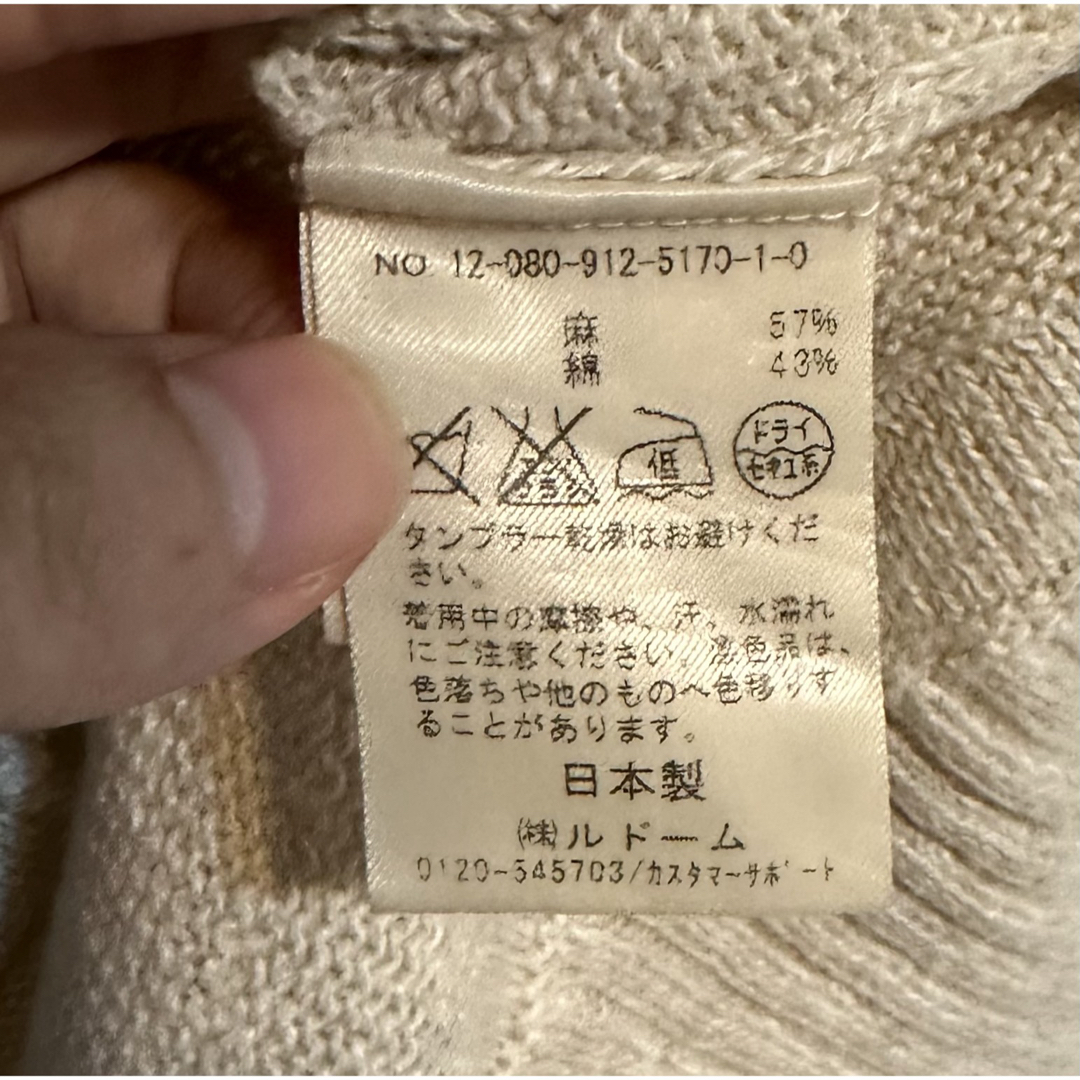 NO 12-080-912-5170-1-0
麻 57%
綿 43%
低
ドライ
セキユ系
タンブラー乾燥はお避けくだ
さい。
着用中の摩擦や、汗、水濡れ
にご注意ください。濃色品は、
色落ちや他のものへ色移りす
ることがあります。
日本製
㈱ルドーム
0120-545703/カスタマーサポート